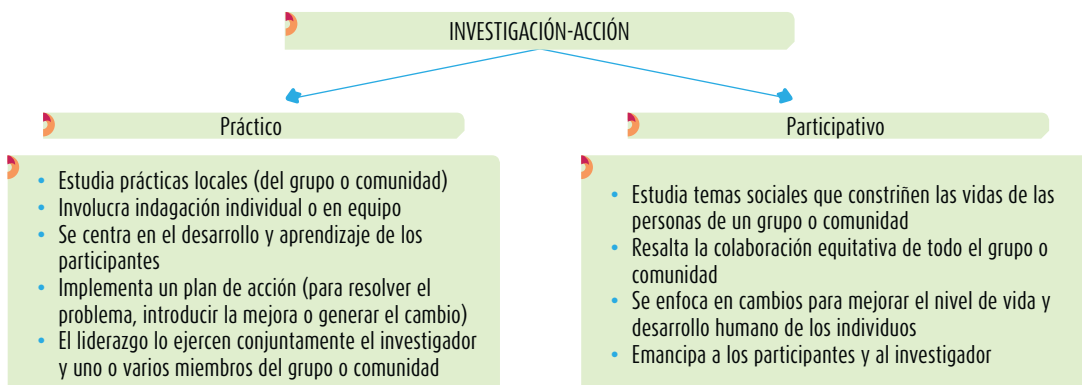 INVESTIGACIÓN-ACCIÓN
Práctico
• Estudia prácticas locales (del grupo o comunidad)
• Involucra indagación individual o en equipo
• Se centra en el desarrollo y aprendizaje de los
participantes
• Implementa un plan de acción (para resolver el
problema, introducir la mejora o generar el cambio)
• El liderazgo lo ejercen conjuntamente el investigador
y uno o varios miembros del grupo o comunidad
Participativo
• Estudia temas sociales que constriñen las vidas de las
personas de un grupo o comunidad
• Resalta la colaboración equitativa de todo el grupo o
comunidad
• Se enfoca en cambios para mejorar el nivel de vida y
desarrollo humano de los individuos
• Emancipa a los participantes y al investigador